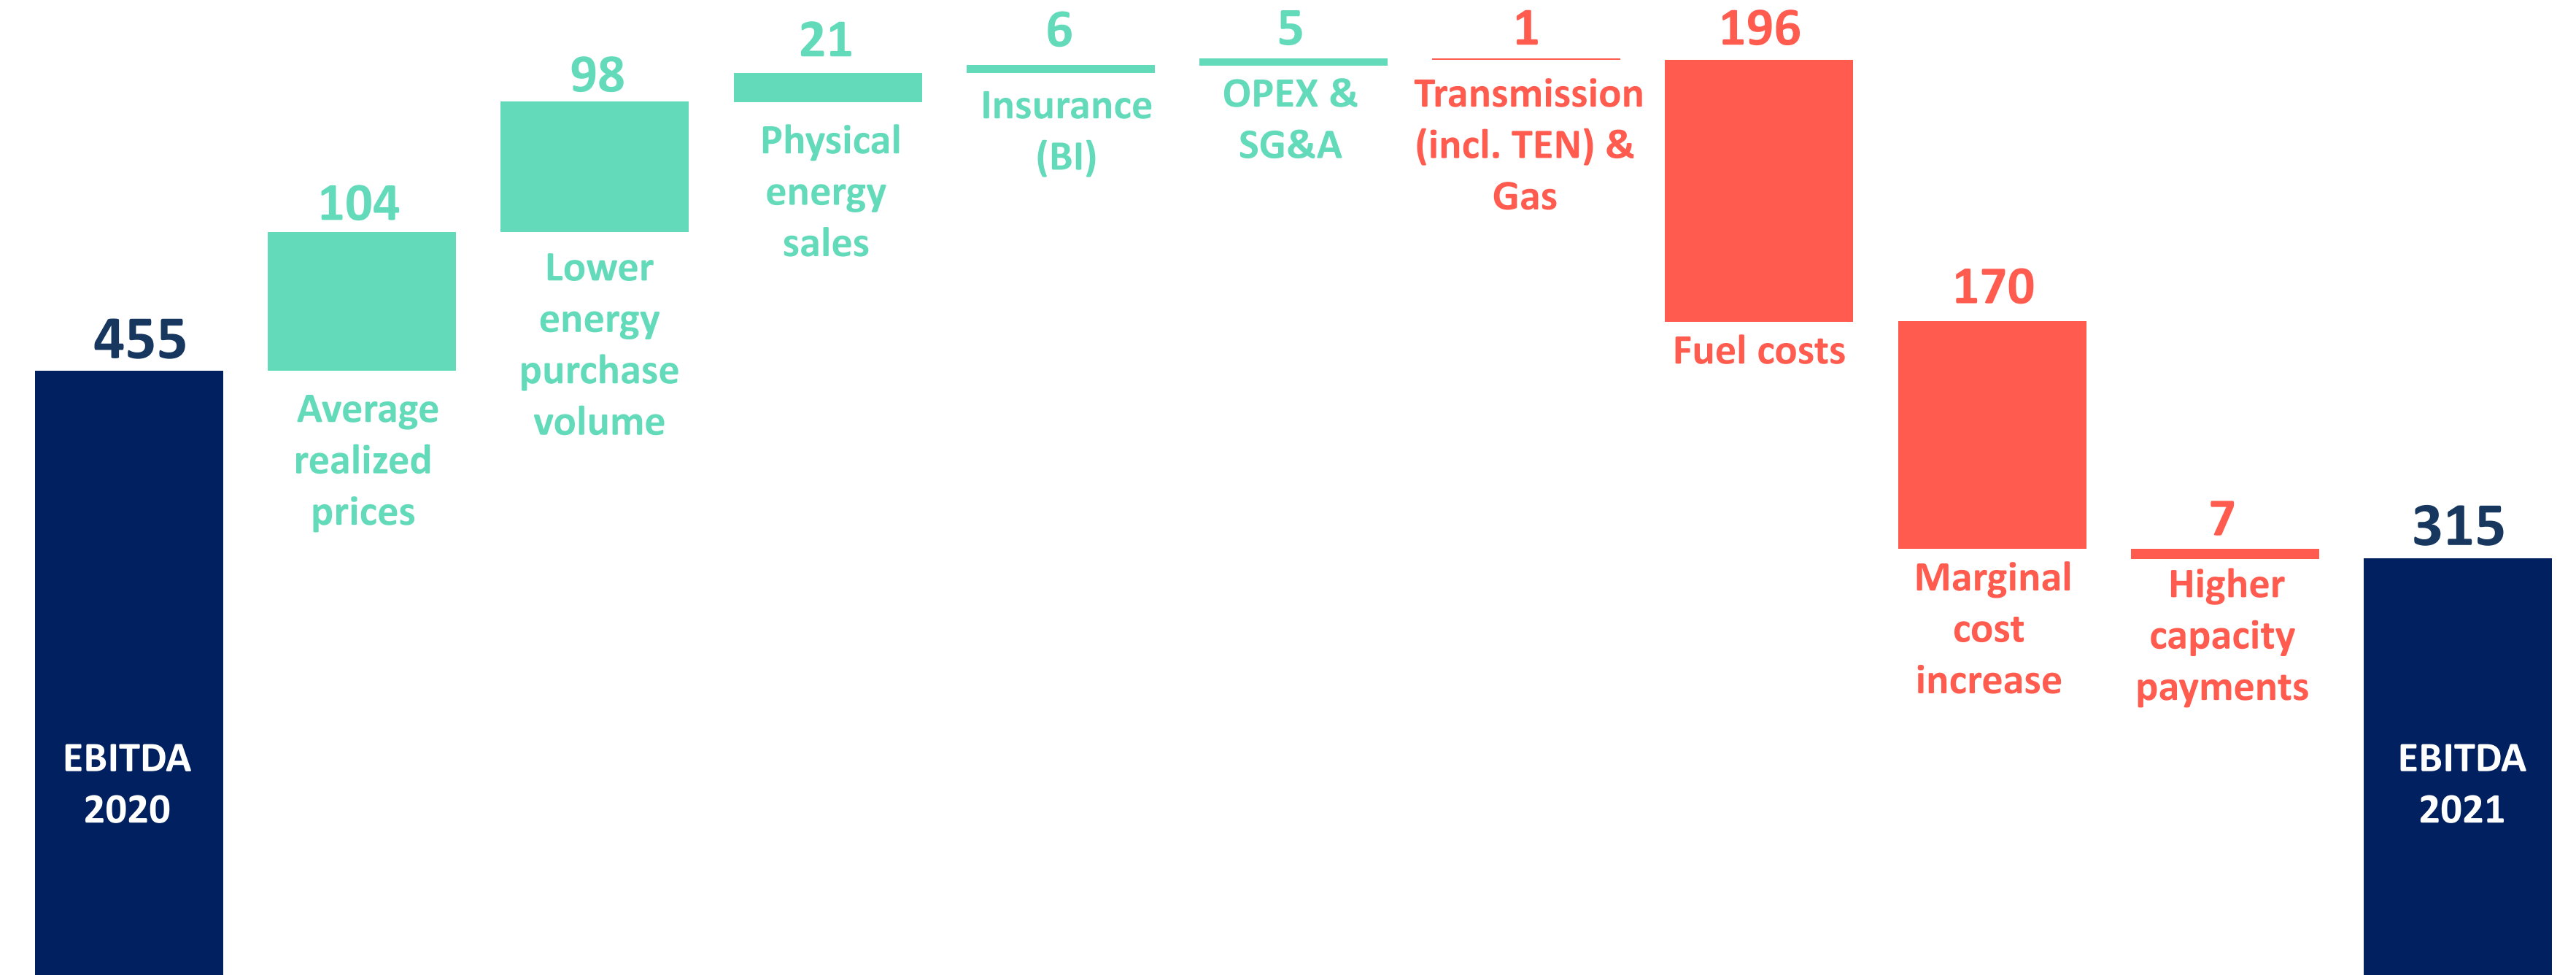 455
EBITDA
2020
104
Average
realized
prices
98
Lower
energy
purchase
volume
21
Physical
energy
sales
6
Insurance
(BI)
5
OPEX &
SG&A
1
Transmission
(incl. TEN) &
Gas
196
Fuel costs
170
Marginal
cost
increase
7
Higher
capacity
payments
315
EBITDA
2021